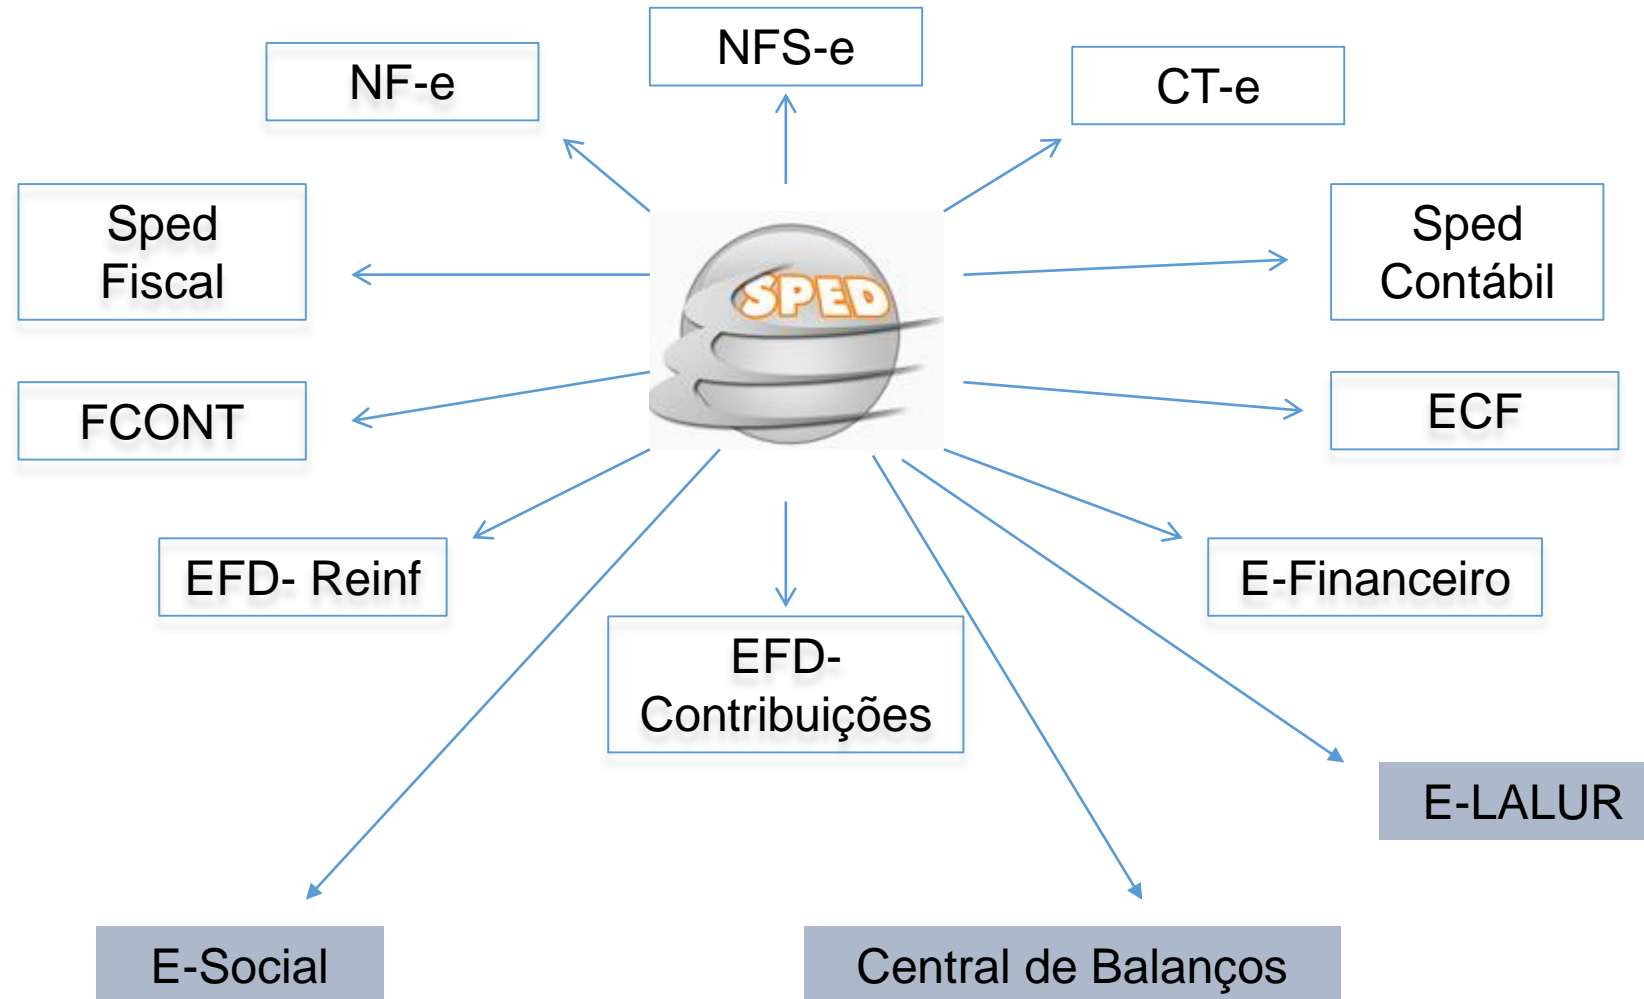 NFS-e
NF-e
CT-e
Sped
Fiscal
Sped
Contábil
SPED
FCONT
ECF
EFD- Reinf
E-Financeiro
EFD-
Contribuições
E-LALUR
E-Social
Central de Balanços